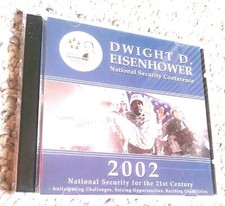 DWIGHT D.
EISENHOWER
National Security Conference
2002
National Security for the 21st Century
Anticipating Challenges, Seizing Opportunities, Building Capabilities